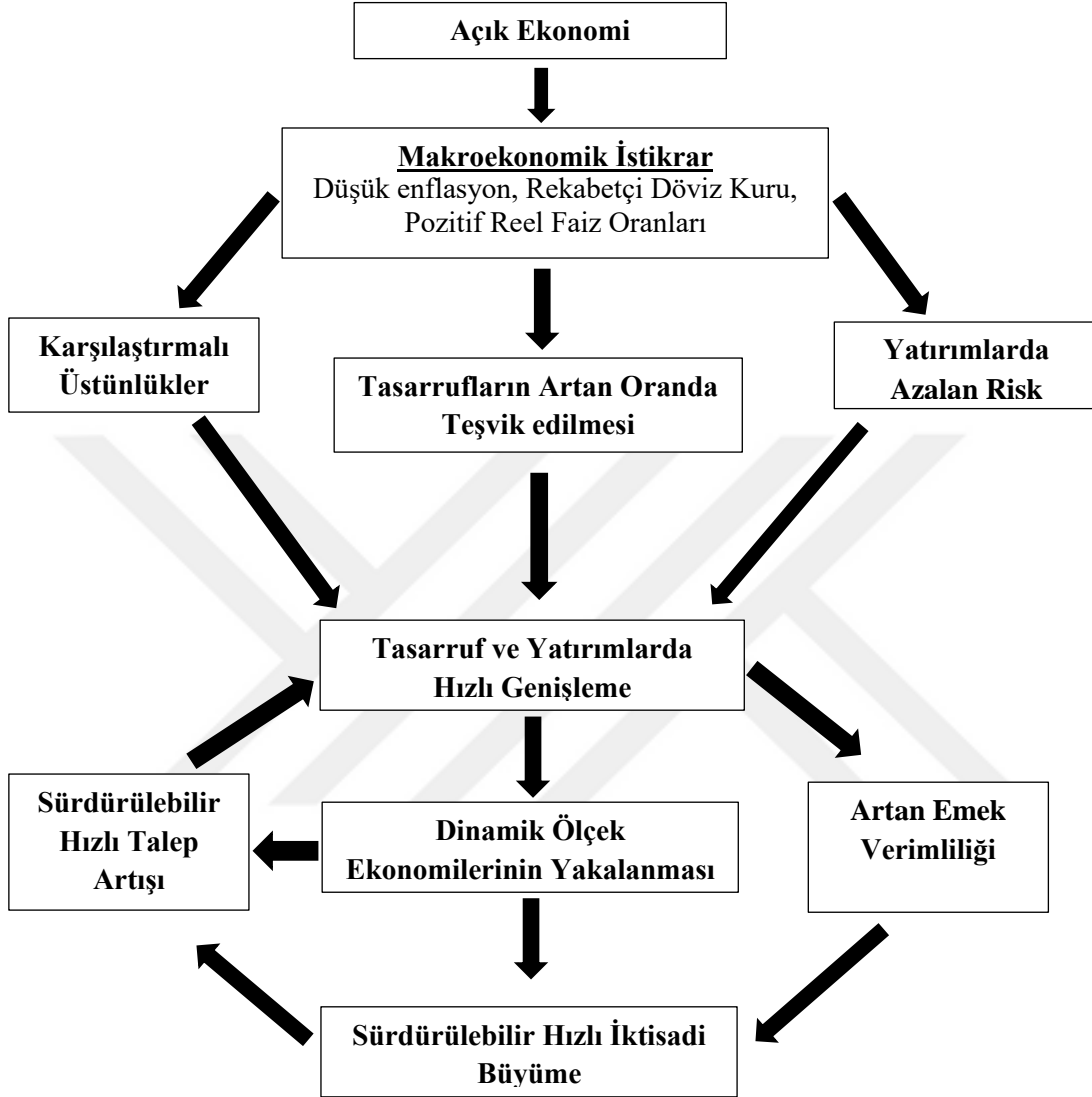 Açık Ekonomi
Makroekonomik İstikrar
Düşük enflasyon, Rekabetçi Döviz Kuru,
Pozitif Reel Faiz Oranları
Karşılaştırmalı
Üstünlükler
Tasarrufların Artan Oranda
Teşvik edilmesi
Yatırımlarda
Azalan Risk
Tasarruf ve Yatırımlarda
Hızlı Genişleme
Sürdürülebilir
Hızlı Talep
Artışı
Dinamik Ölçek
Ekonomilerinin Yakalanması
Artan Emek
Verimliliği
Sürdürülebilir Hızlı İktisadi
Büyüme